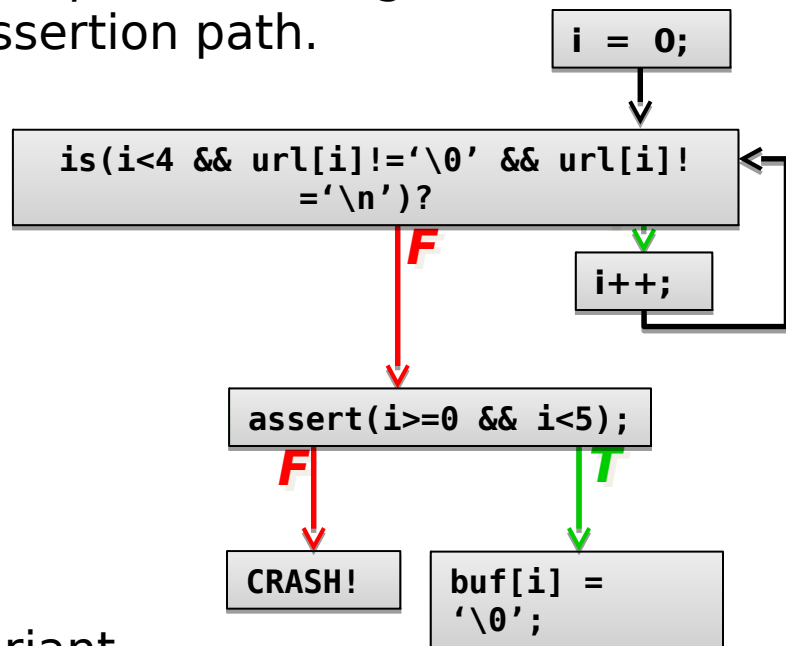 ssertion path.
i = 0;
is(i<4 && url[i]!=‘\0’ && url[i]!
=‘\n’)?
F
i++;
assert(i>=0 && i<5);
F
T
CRASH!
buf[i] =
‘\0’;
riant